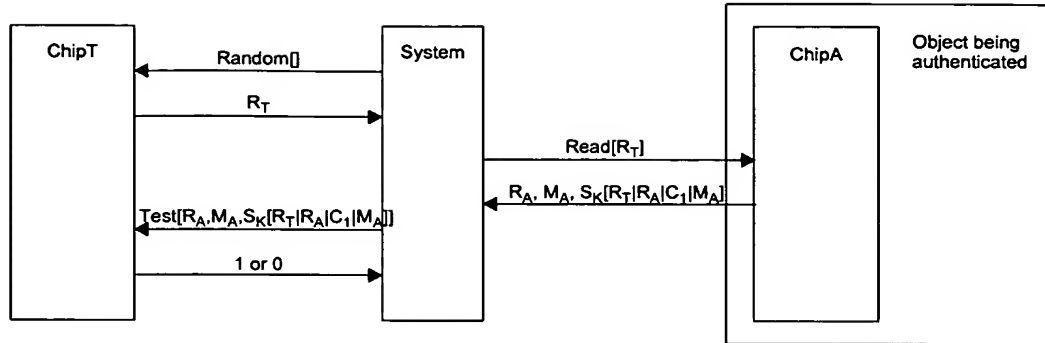 ChipT
System
ChipA
Object being
authenticated
Random[]
R_T
Read[R_T]
R_A, M_A, S_K[R_T|R_A|C_1|M_A]
Test[R_A,M_A,S_K[R_T|R_A|C_1|M_A]]
1 or 0